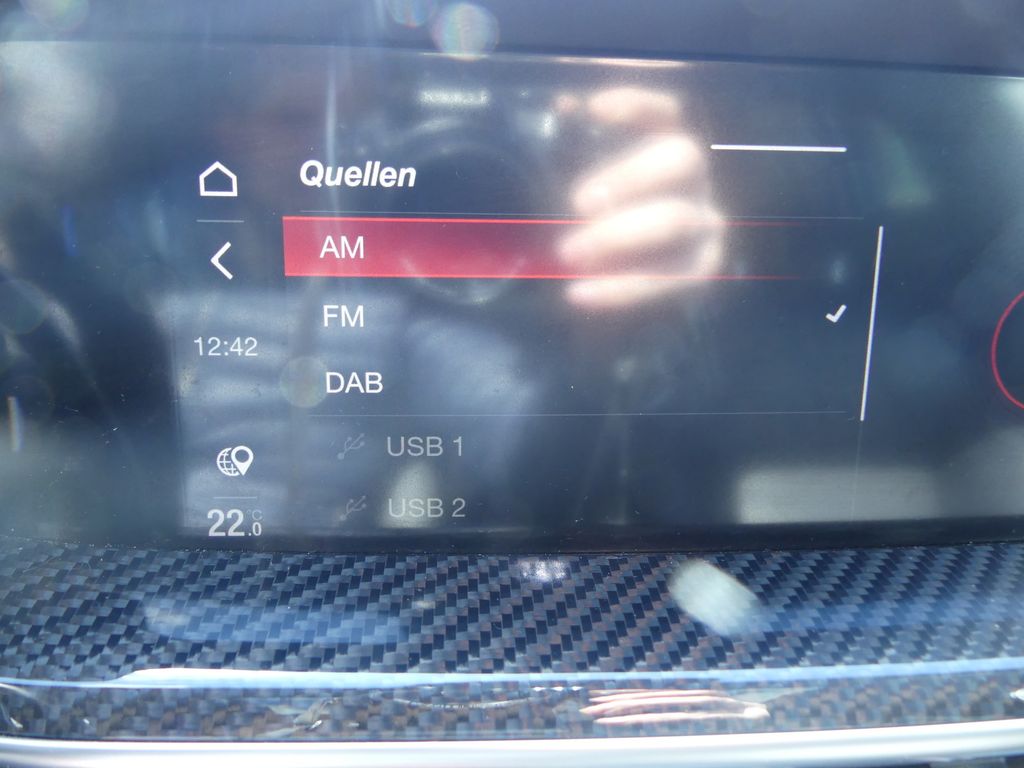 Quellen
AM
FM
12:42
DAB
USB 1
USB 2
22.0 °C